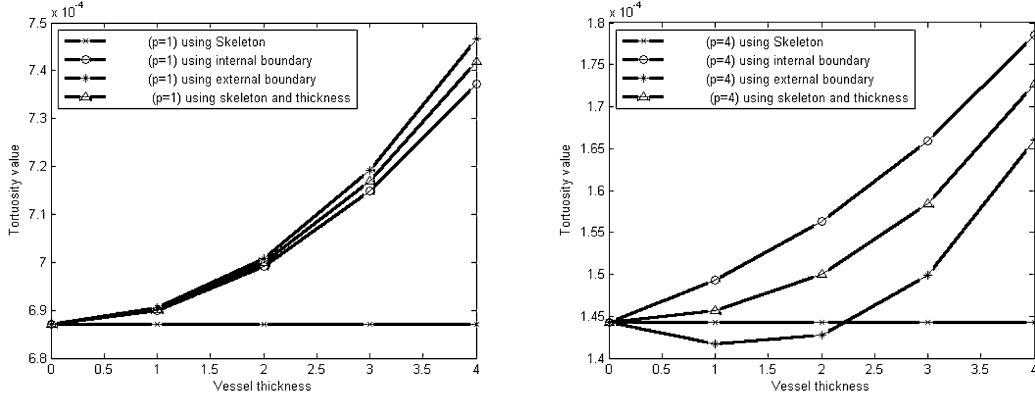 x 10⁻⁴
7.5
7.4
7.3
7.2
7.1
7
6.9
6.8
Tortuosity value
(p=1) using Skeleton
(p=1) using internal boundary
(p=1) using external boundary
(p=1) using skeleton and thickness
0 0.5 1 1.5 2 2.5 3 3.5 4
Vessel thickness
x 10⁻⁴
1.8
1.75
1.7
1.65
1.6
1.55
1.5
1.45
1.4
Tortuosity value
(p=4) using Skeleton
(p=4) using internal boundary
(p=4) using external boundary
(p=4) using skeleton and thickness
0 0.5 1 1.5 2 2.5 3 3.5 4
Vessel thickness